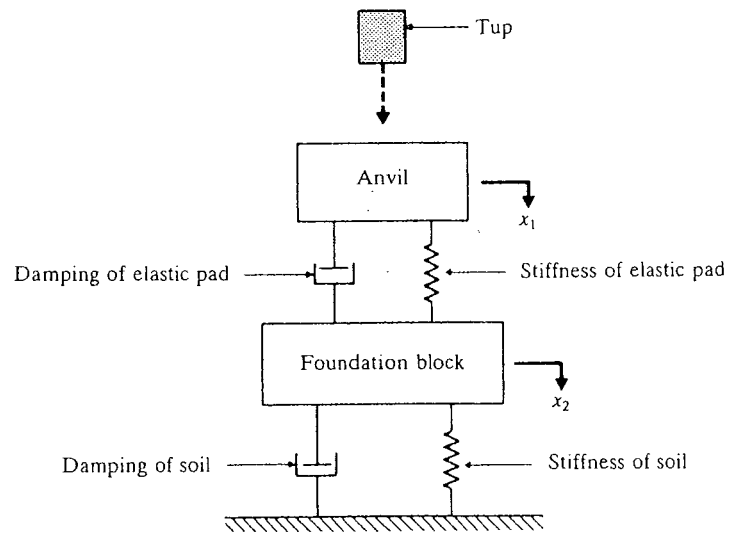 Tup
Anvil
x₁
Damping of elastic pad
Stiffness of elastic pad
Foundation block
x₂
Damping of soil
Stiffness of soil